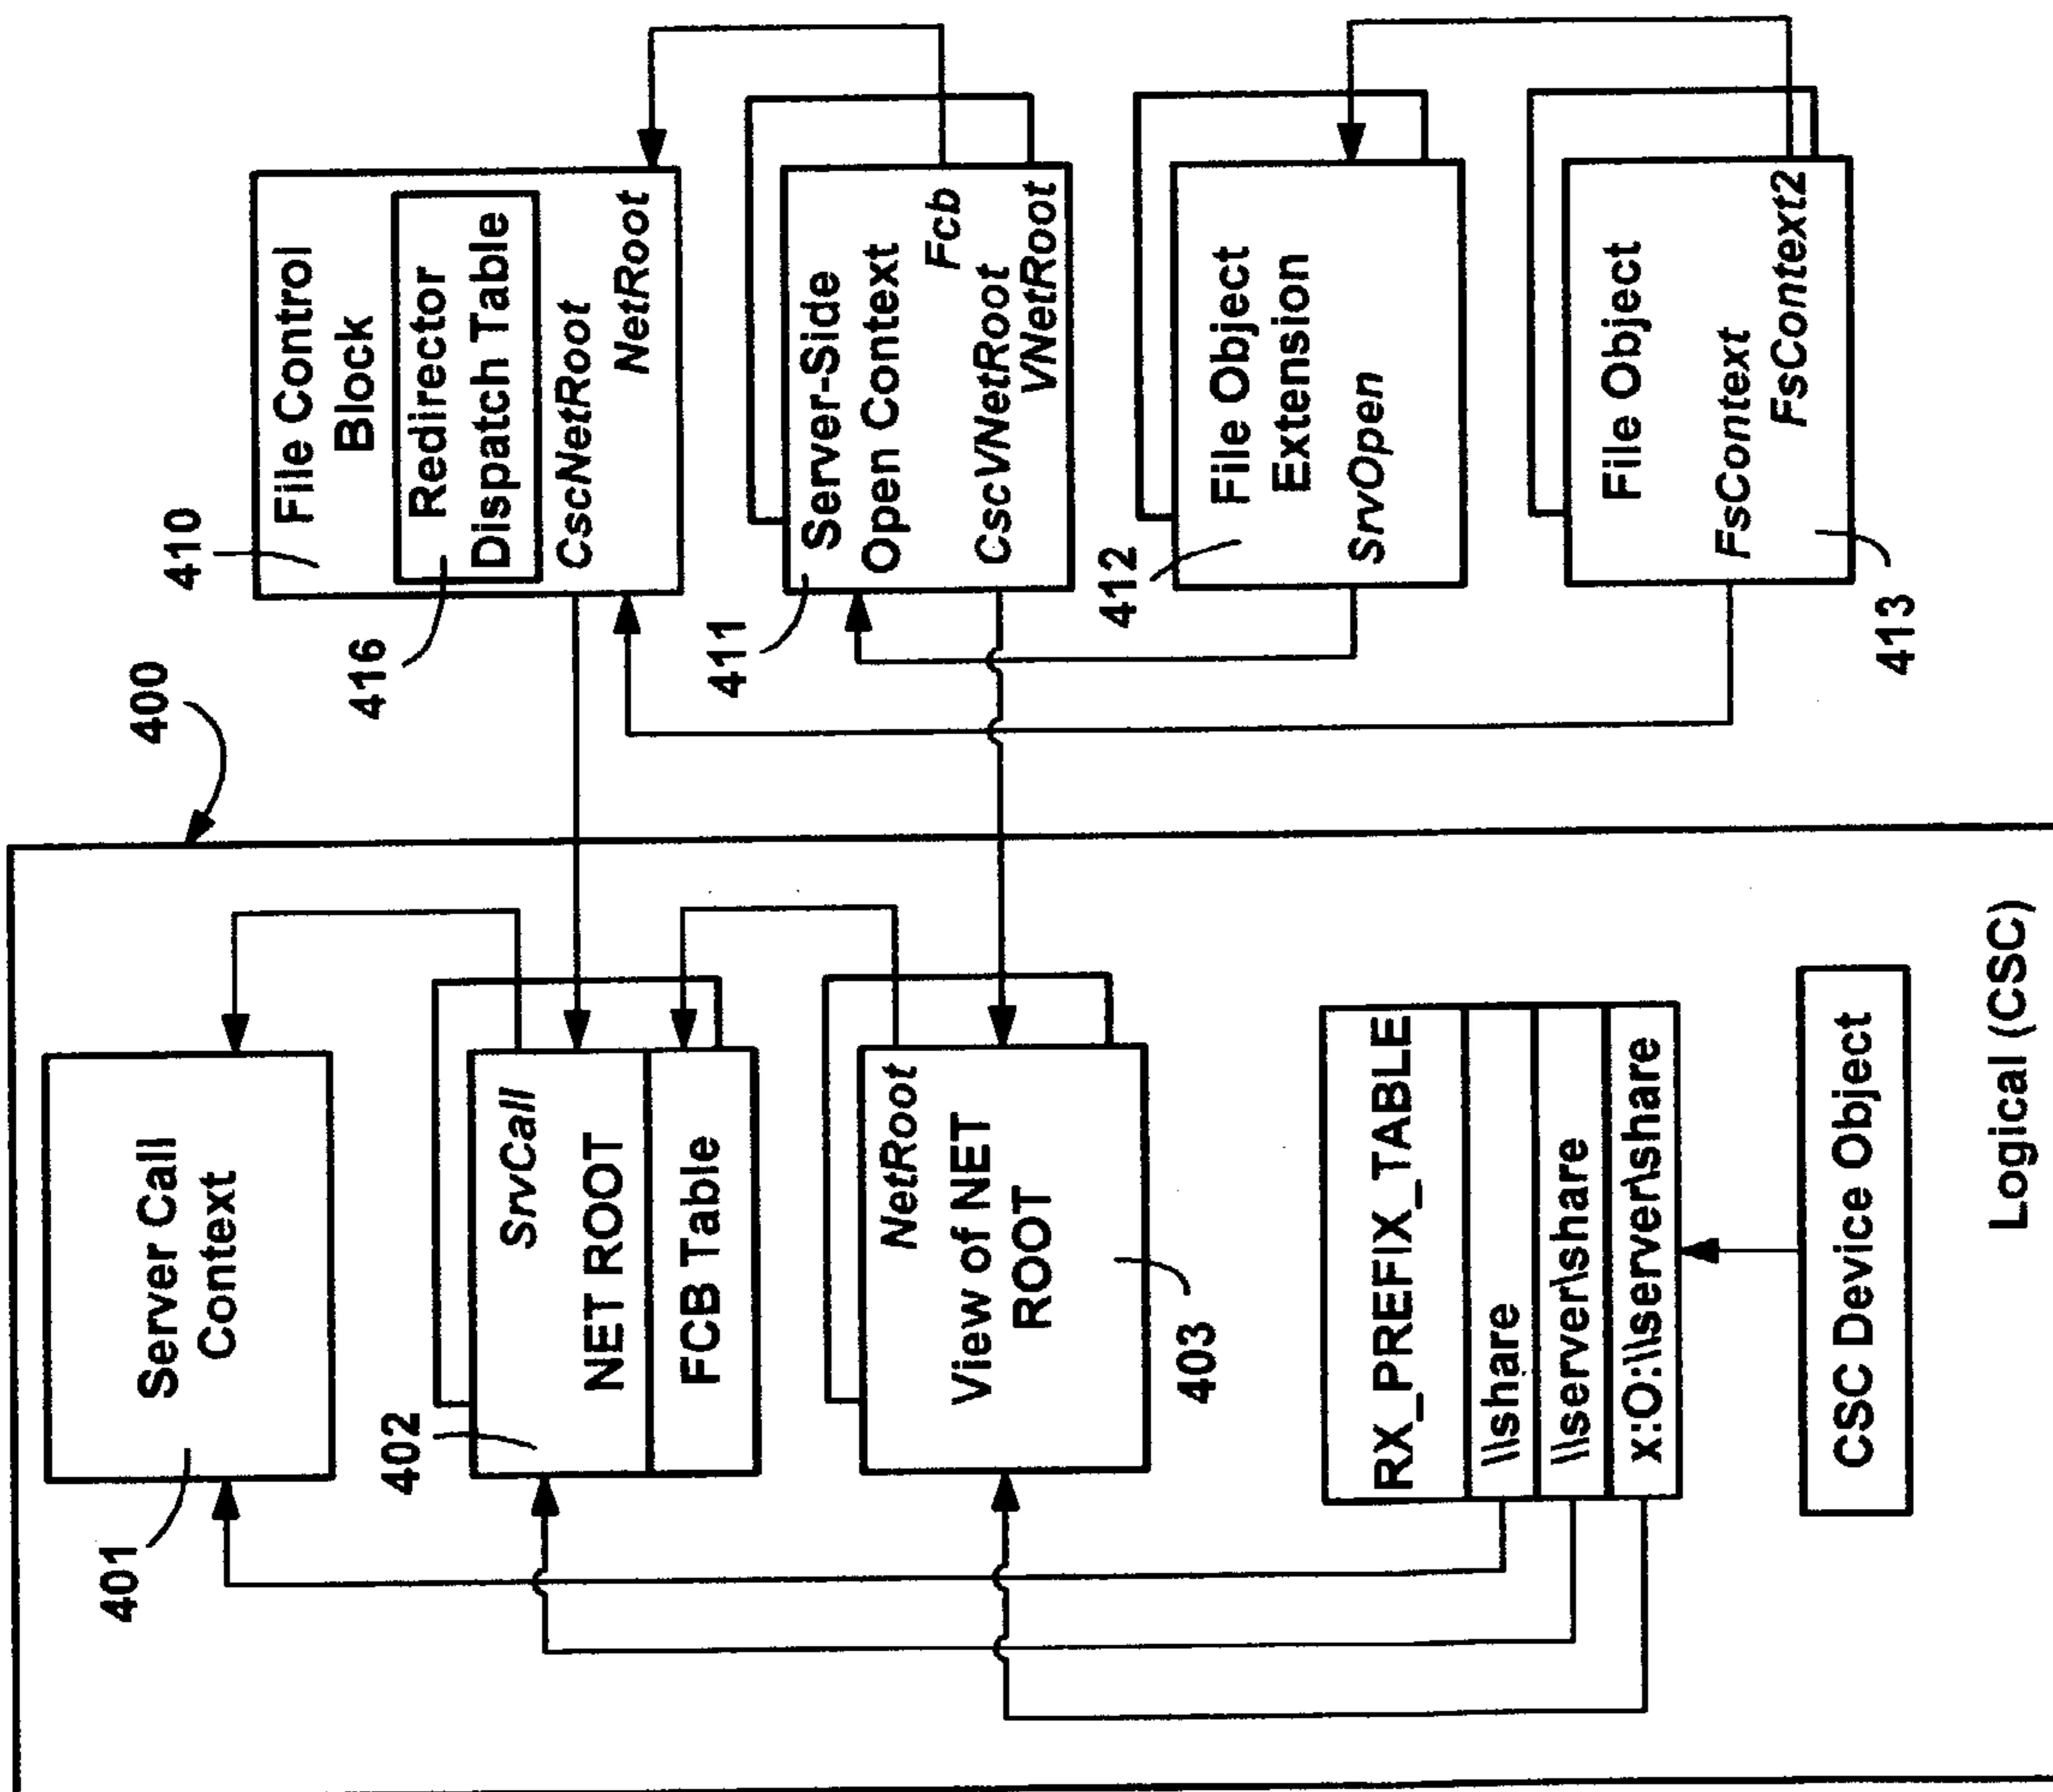 400
401
Server Call
Context
402
SrvCall
NET ROOT
FCB Table
NetRoot
View of NET
ROOT
403
RX_PREFIX_TABLE
\\share
\\server\share
x:O:\\server\share
CSC Device Object
Logical (CSC)
410
File Control
Block
416
Redirector
Dispatch Table
CscNetRoot
NetRoot
411
Server-Side
Open Context
Fcb
CscVNetRoot
VNetRoot
412
File Object
Extension
SrvOpen
File Object
FsContext
FsContext2
413